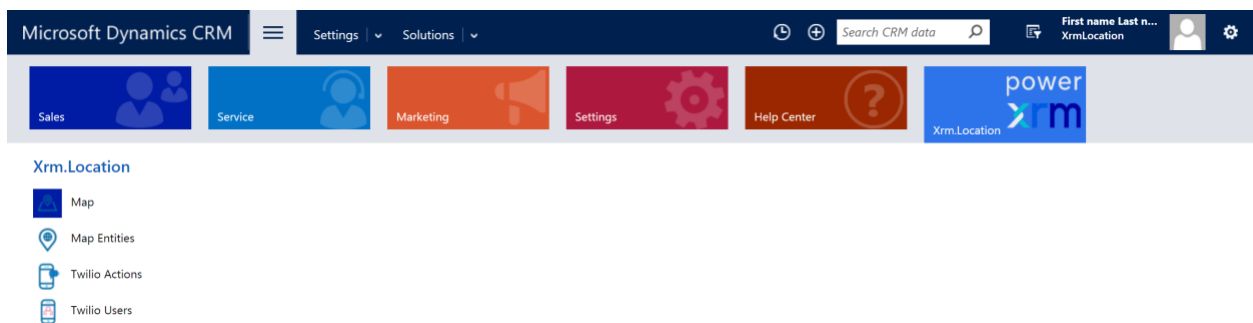 Microsoft Dynamics CRM Settings Solutions Search CRM data First name Last n...
XrmLocation
Sales Service Marketing Settings Help Center Xrm.Location power
xrm
Xrm.Location
Map
Map Entities
Twilio Actions
Twilio Users